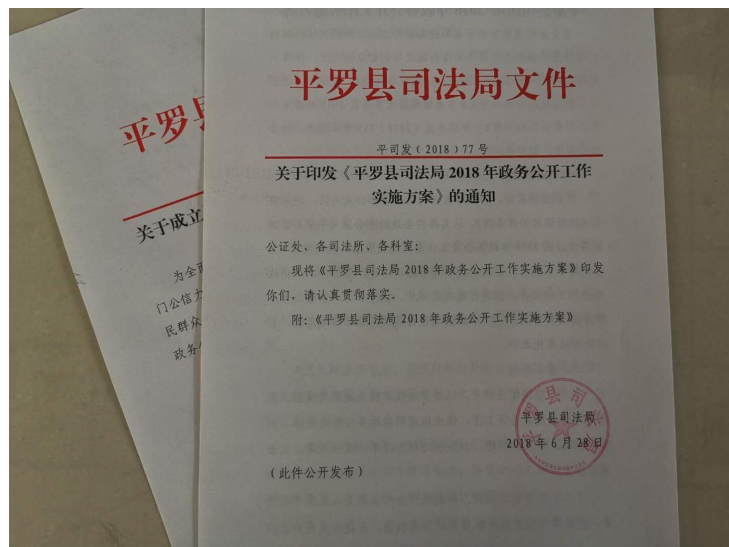 平罗县司法局文件
平司发（2018）77号
关于印发《平罗县司法局2018年政务公开工作
实施方案》的通知
公证处、各司法所、各科室：
现将《平罗县司法局2018年政务公开工作实施方案》印发
你们，请认真贯彻落实。
附：《平罗县司法局2018年政务公开工作实施方案》
平罗县司法局
2018年6月28日
（此件公开发布）
平罗县
关于成立
为全面
门公信力
民群众
政务